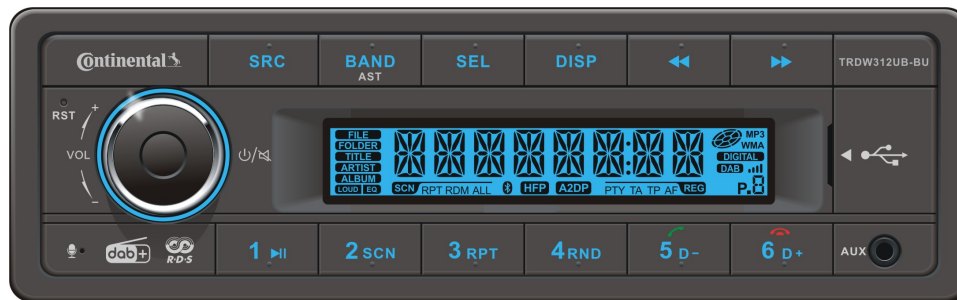 Continental
SRC
BAND
AST
SEL
DISP
TRDW312UB-BU
RST
+
VOL
-
FILE
FOLDER
TITLE
ARTIST
ALBUM
LOUD EQ
SCN RPT RDM ALL HFP A2DP PTY TA TP AF REG
MP3
WMA
DIGITAL
DAB
P.8
dab+
R·D·S
1
2 SCN
3 RPT
4 RND
5 D-
6 D+
AUX